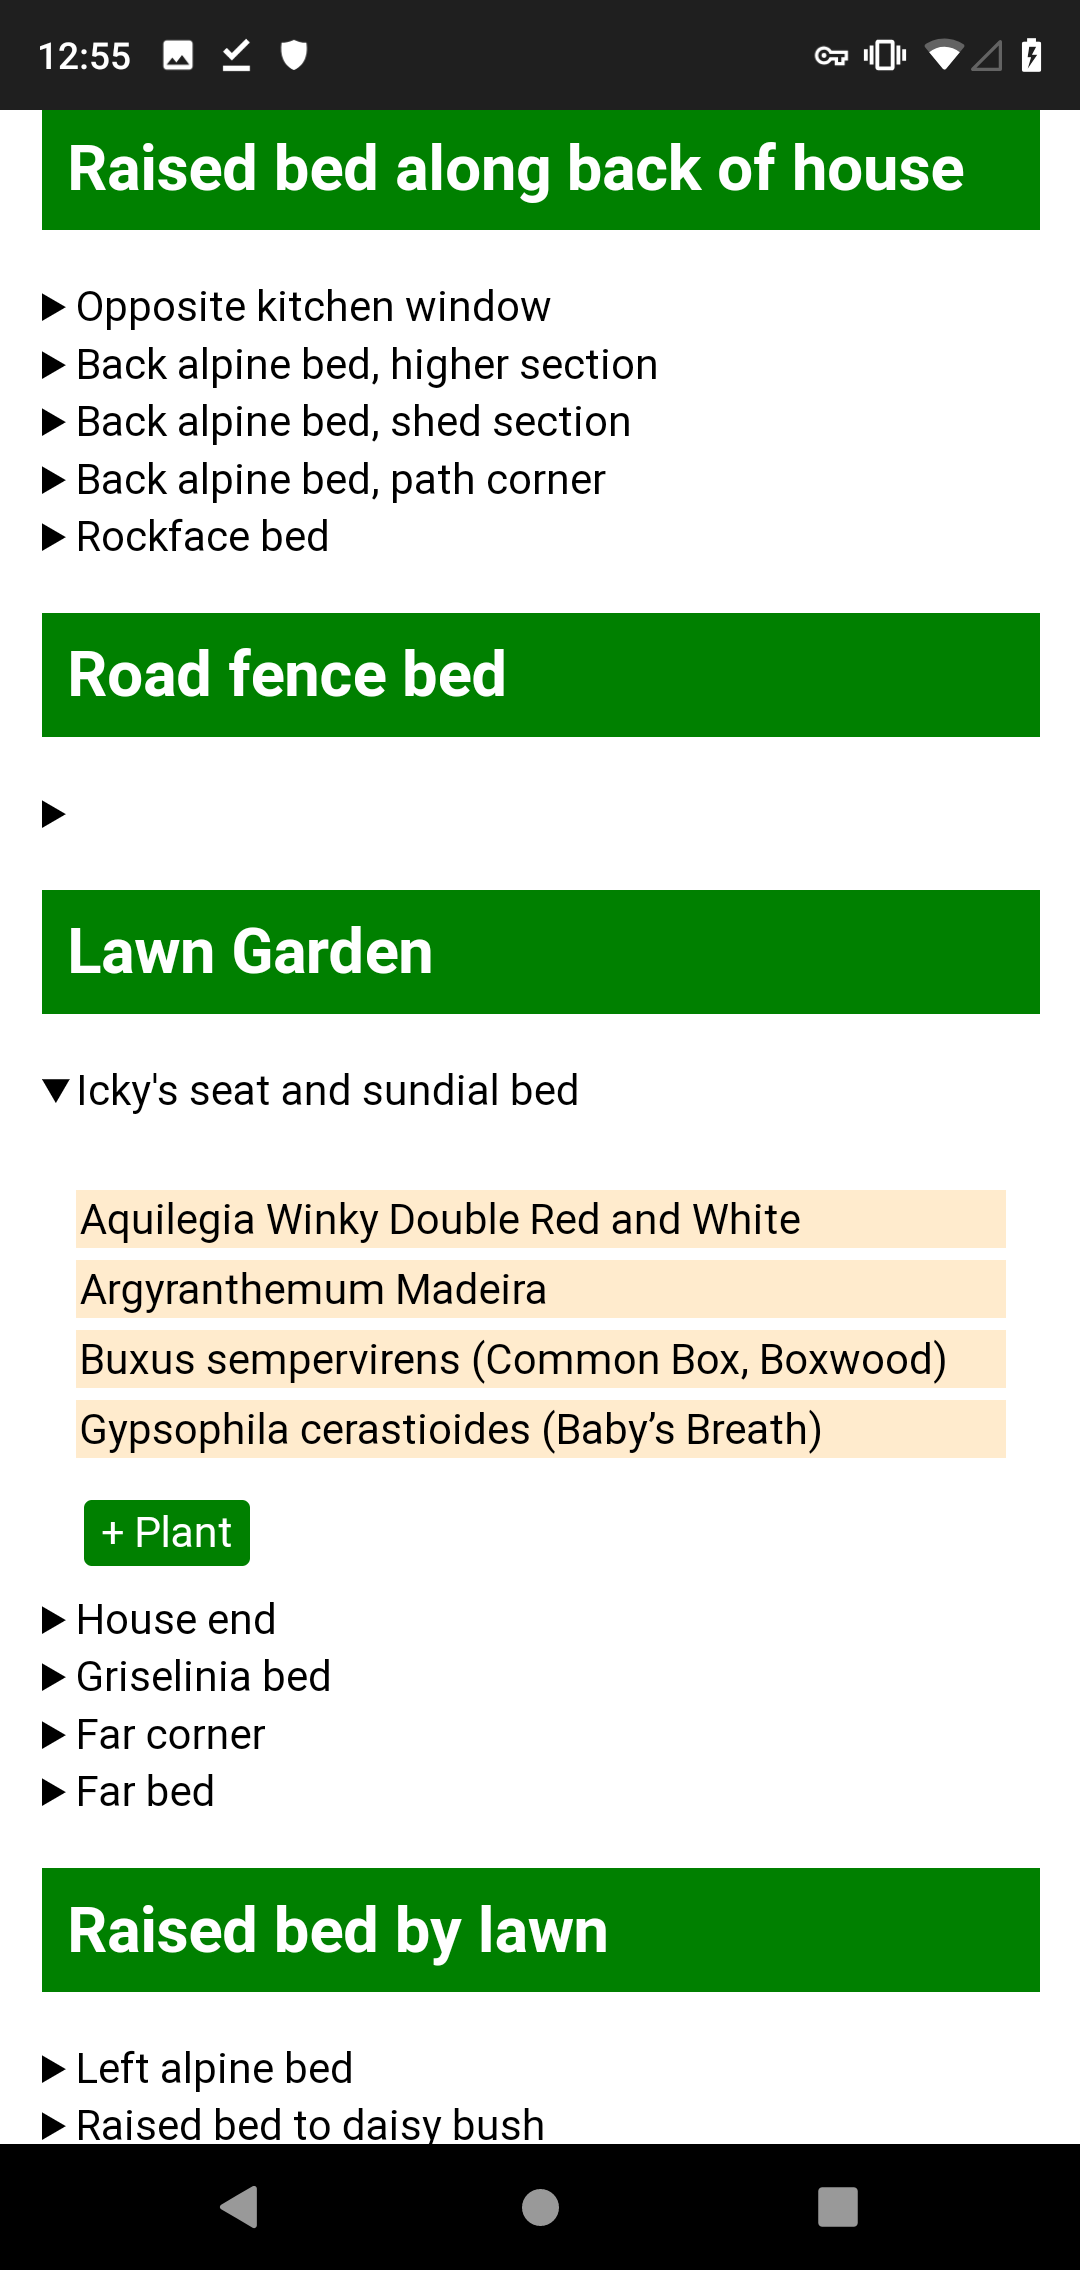 12:55
Raised bed along back of house
Opposite kitchen window
Back alpine bed, higher section
Back alpine bed, shed section
Back alpine bed, path corner
Rockface bed
Road fence bed
Lawn Garden
Icky's seat and sundial bed
Aquilegia Winky Double Red and White
Argyranthemum Madeira
Buxus sempervirens (Common Box, Boxwood)
Gypsophila cerastioides (Baby’s Breath)
+ Plant
House end
Griselinia bed
Far corner
Far bed
Raised bed by lawn
Left alpine bed
Raised bed to daisy bush